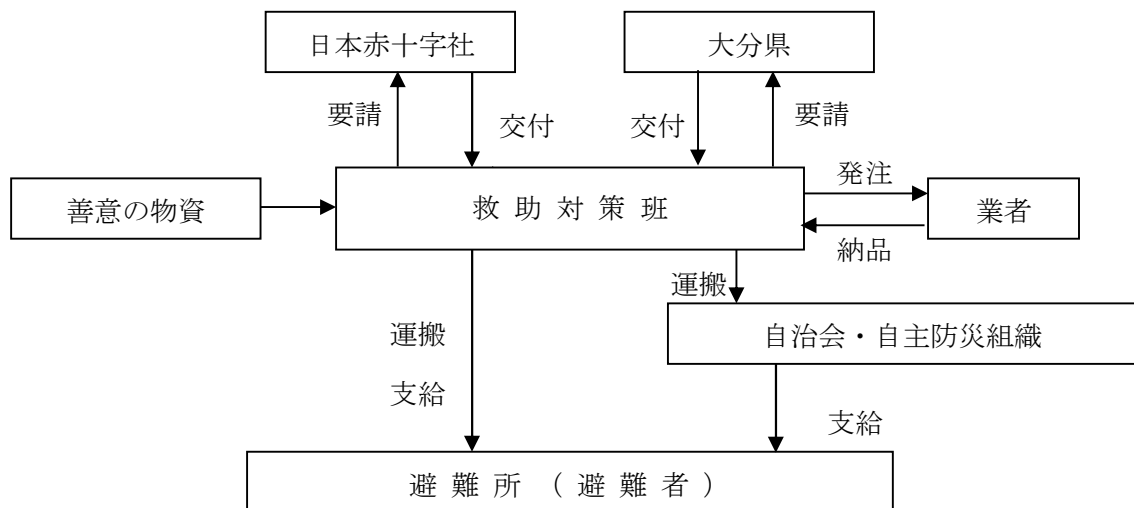 日本赤十字社
大分県
要請
交付
交付
要請
善意の物資
救助対策班
発注
業者
納品
運搬
運搬
自治会・自主防災組織
支給
支給
避難所（避難者）